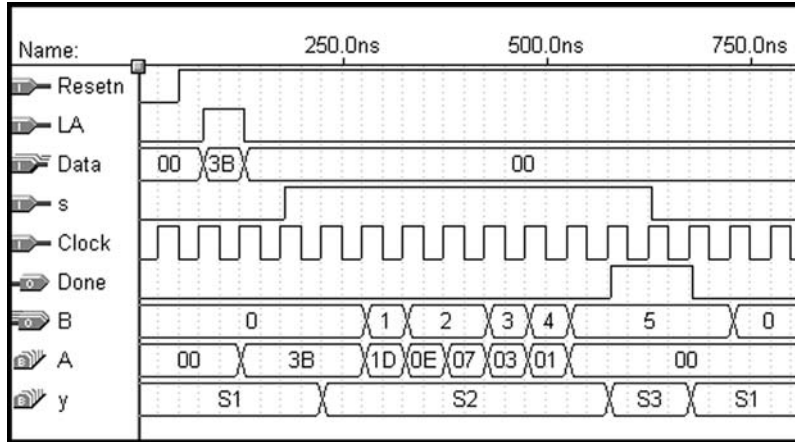 Name: 250.0ns 500.0ns 750.0ns
Resetn
LA
Data 00 3B 00
s
Clock
Done
B 0 1 2 3 4 5 0
A 00 3B 1D 0E 07 03 01 00
y S1 S2 S3 S1